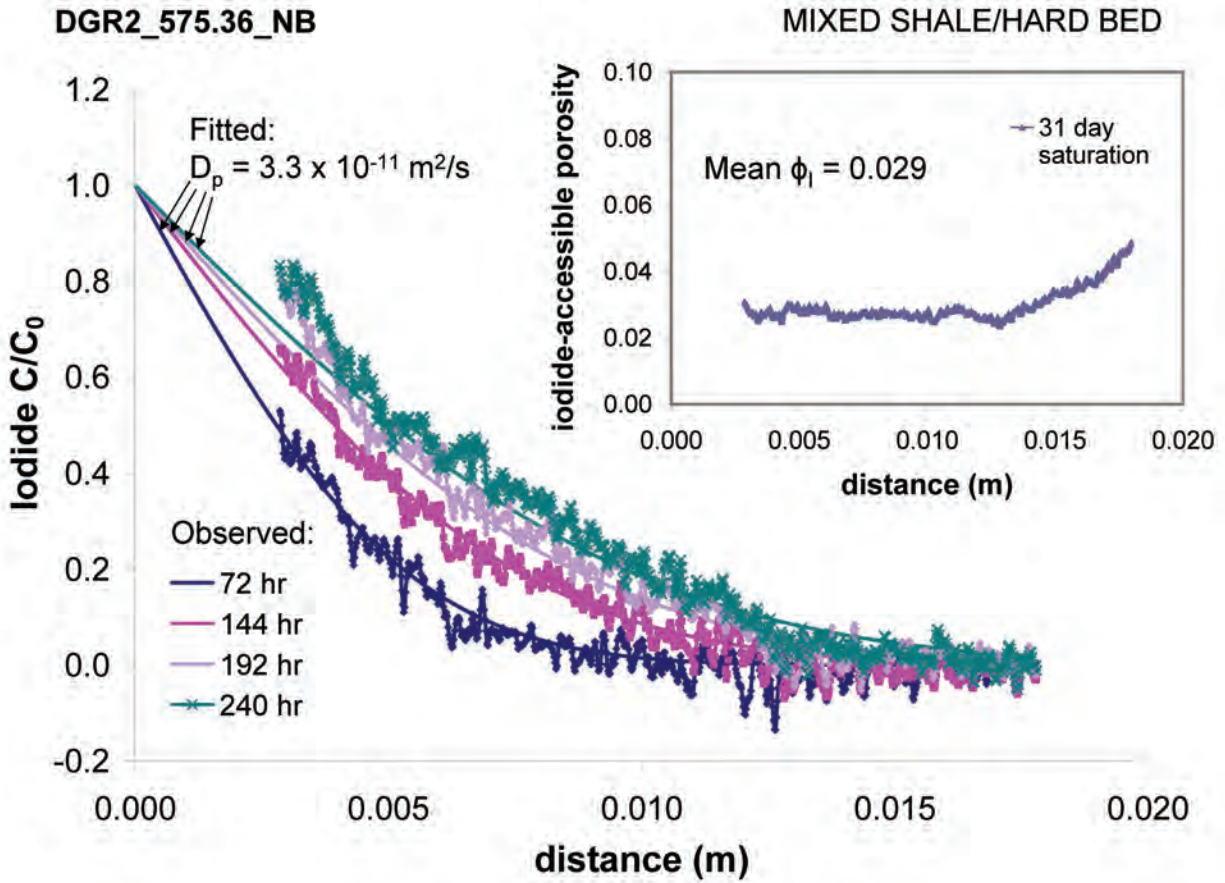 DGR2_575.36_NB
MIXED SHALE/HARD BED
Iodide C/C₀
1.2
1.0
0.8
0.6
0.4
0.2
0.0
-0.2
Fitted:
Dₚ = 3.3 x 10⁻¹¹ m²/s
Observed:
72 hr
144 hr
192 hr
240 hr
0.000 0.005 0.010 0.015 0.020
distance (m)
iodide-accessible porosity
0.10
0.08
0.06
0.04
0.02
0.00
31 day
saturation
Mean ϕI = 0.029
0.000 0.005 0.010 0.015 0.020
distance (m)